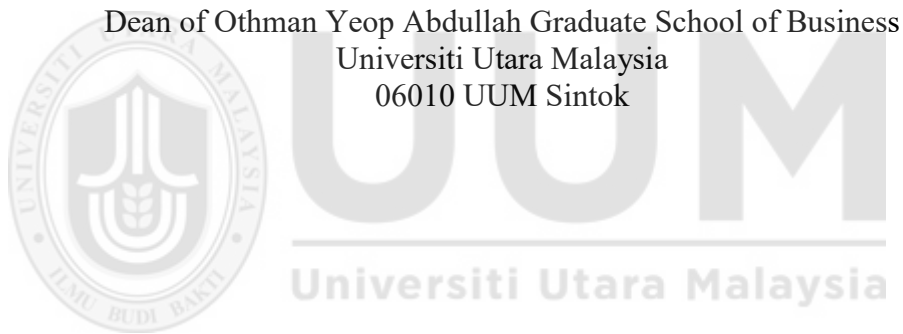 Dean of Othman Yeop Abdullah Graduate School of Business
Universiti Utara Malaysia
06010 UUM Sintok
UNIVERSITI UTARA MALAYSIA
ILMU BUDI BAKTI
UUM
Universiti Utara Malaysia